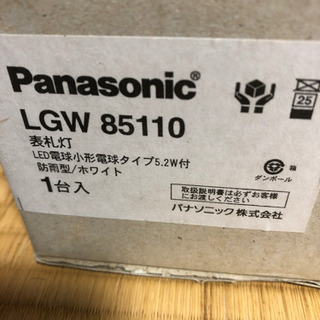 Panasonic®
LGW 85110
表札灯
LED電球小形電球タイプ5.2W付
防雨型/ホワイト
1台入
25
箱
ダンボール
取扱説明書は必ずお客様
にお渡しください。
パナソニック株式会社